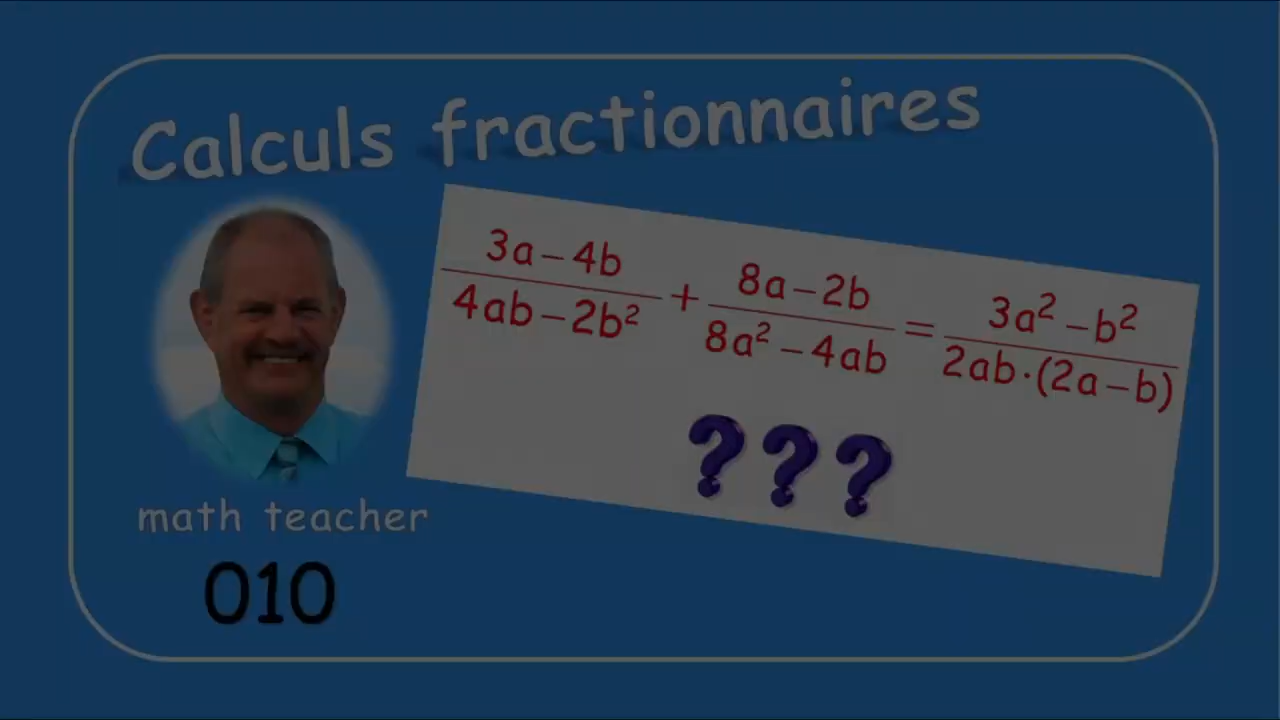 Calculs fractionnaires
3a – 4b
4ab – 2b²
+
8a – 2b
8a² – 4ab
=
3a² – b²
2ab·(2a – b)
???
math teacher
010